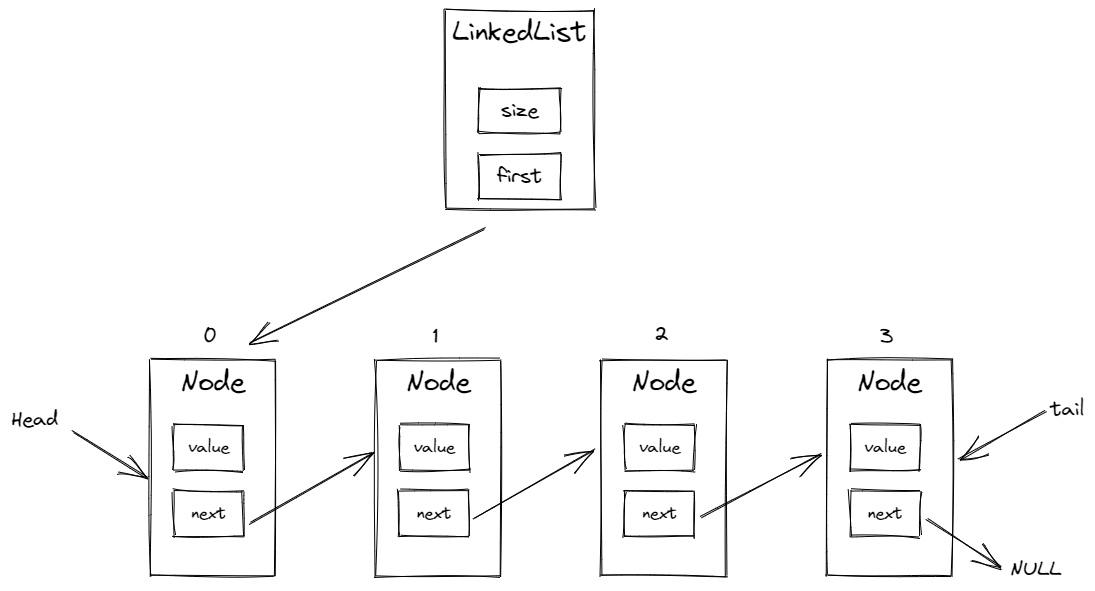 LinkedList
size
first
0
1
2
3
Node
Node
Node
Node
Head
tail
value
value
value
value
next
next
next
next
NULL